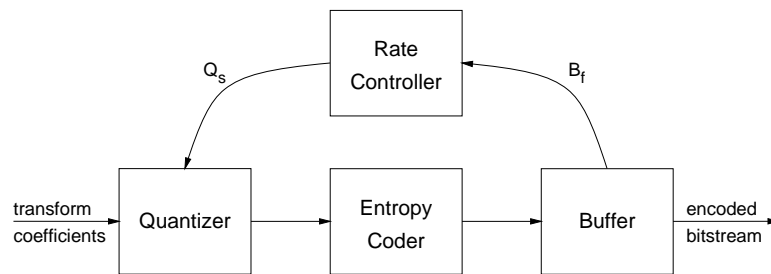 Rate
Controller
Q_s
B_f
transform
coefficients
Quantizer
Entropy
Coder
Buffer
encoded
bitstream